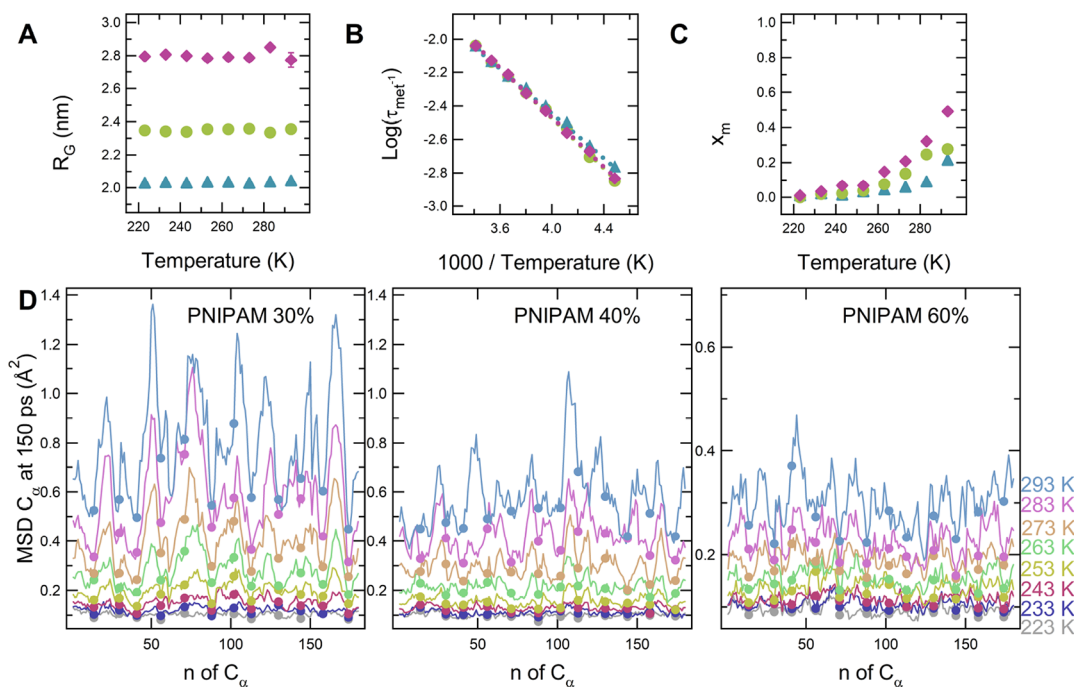 A
3.0
2.8
2.6
2.4
2.2
2.0
R_G (nm)
220 240 260 280
Temperature (K)
B
-2.0
-2.2
-2.4
-2.6
-2.8
-3.0
Log(τ_met⁻¹)
3.6 4.0 4.4
1000 / Temperature (K)
C
1.0
0.8
0.6
0.4
0.2
0.0
x_m
220 240 260 280
Temperature (K)
D
MSD C_α at 150 ps (Å²)
1.4
1.2
1.0
0.8
0.6
0.4
0.2
PNIPAM 30%
50 100 150
n of C_α
1.4
1.2
1.0
0.8
0.6
0.4
0.2
PNIPAM 40%
50 100 150
n of C_α
0.6
0.4
0.2
PNIPAM 60%
50 100 150
n of C_α
293 K
283 K
273 K
263 K
253 K
243 K
233 K
223 K